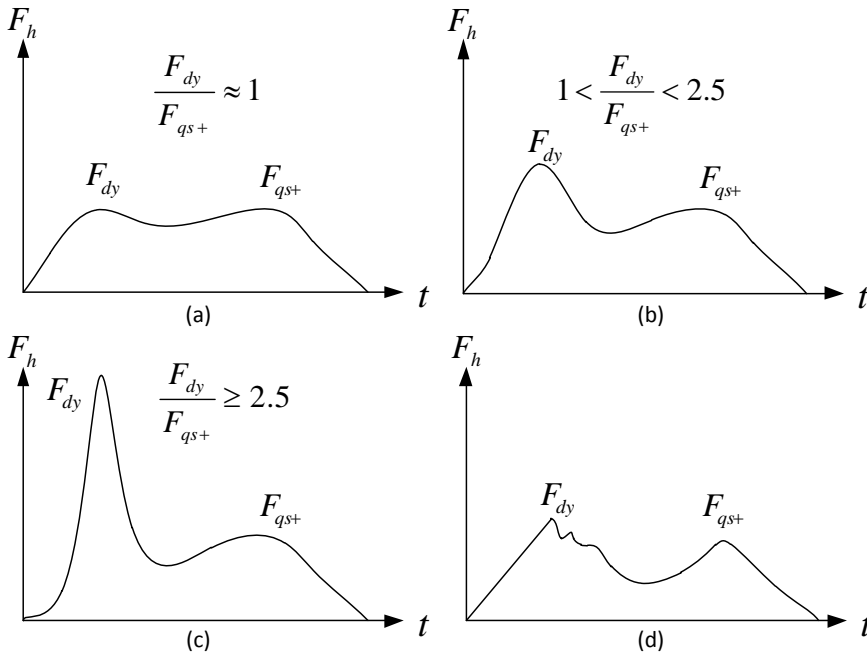 F_h
F_dy / F_qs+ ≈ 1
F_dy
F_qs+
t
(a)
F_h
1 < F_dy / F_qs+ < 2.5
F_dy
F_qs+
t
(b)
F_h
F_dy
F_dy / F_qs+ ≥ 2.5
F_qs+
t
(c)
F_h
F_dy
F_qs+
t
(d)